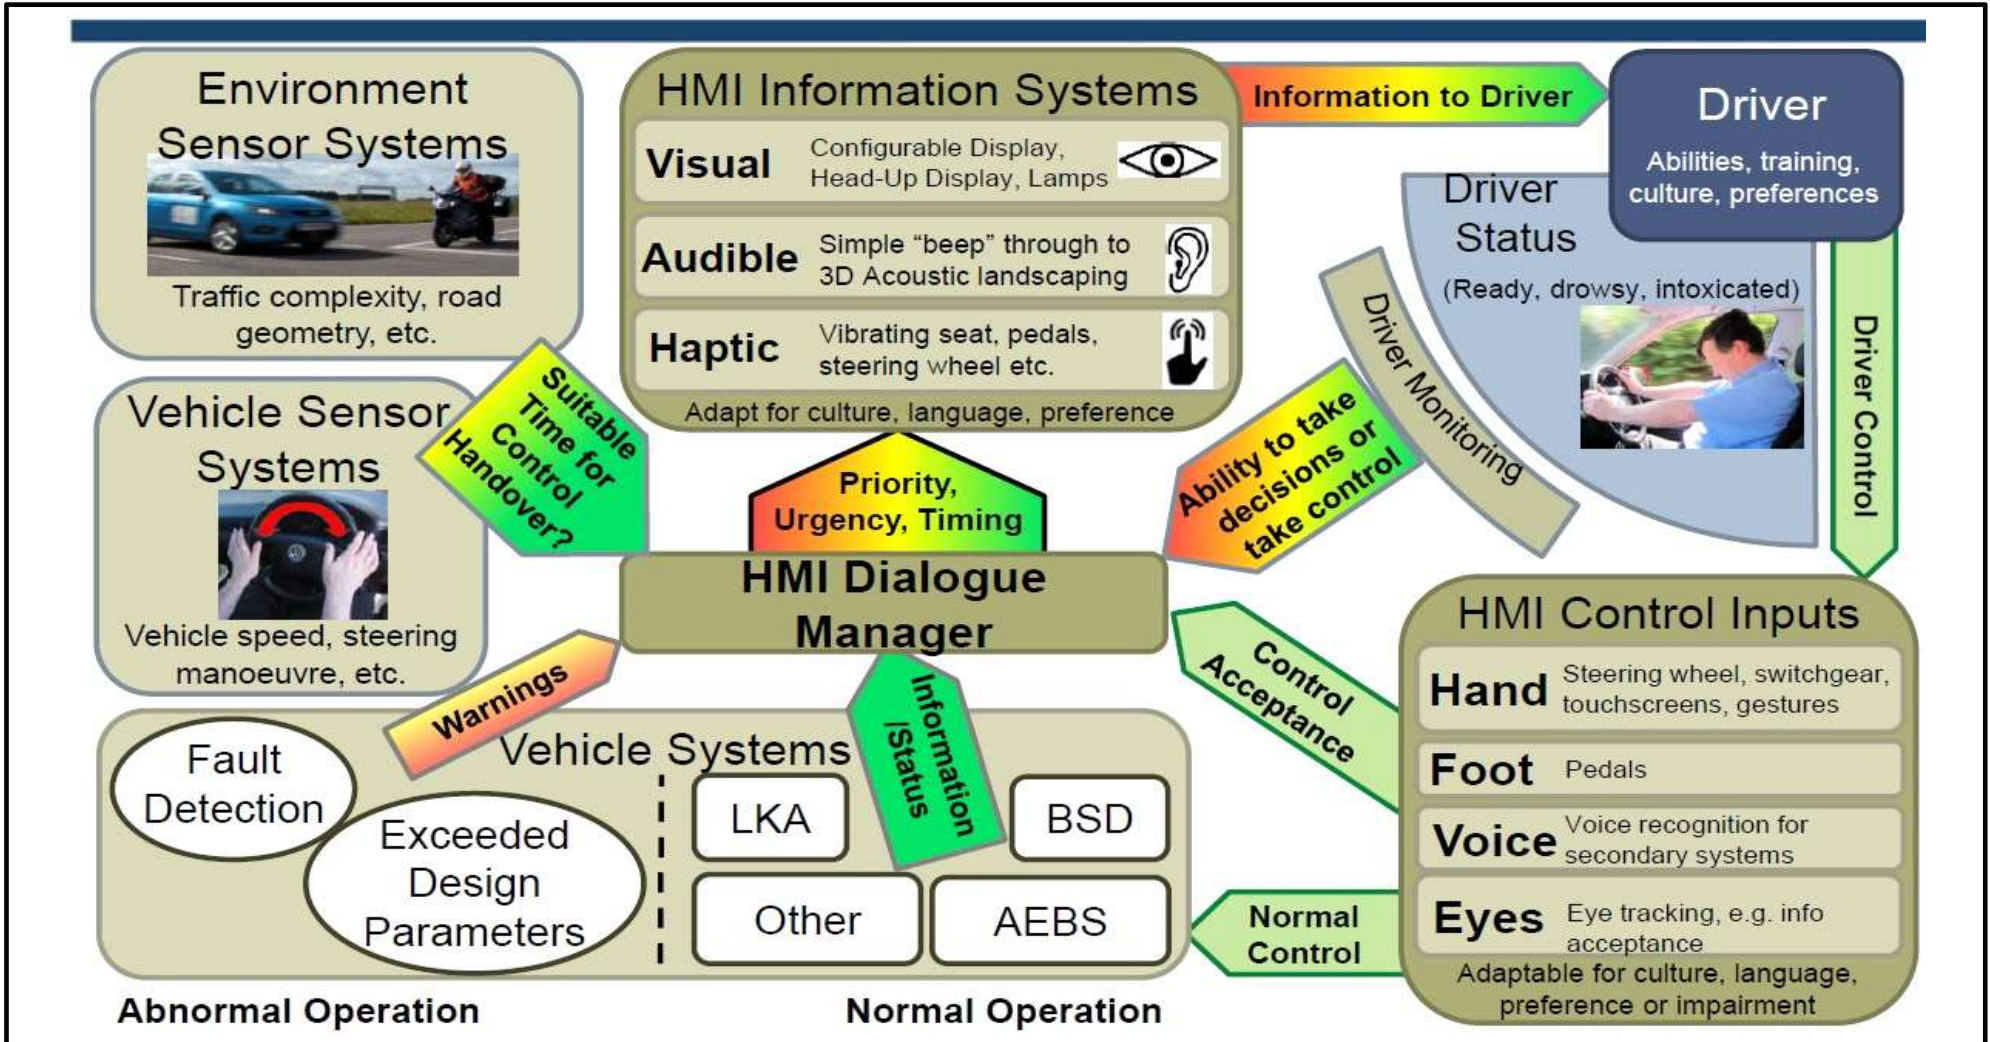 Environment
Sensor Systems
Traffic complexity, road
geometry, etc.
Vehicle Sensor
Systems
Vehicle speed, steering
manoeuvre, etc.
Suitable
Time for
Control
Handover?
HMI Information Systems
Visual
Configurable Display,
Head-Up Display, Lamps
Audible
Simple “beep” through to
3D Acoustic landscaping
Haptic
Vibrating seat, pedals,
steering wheel etc.
Adapt for culture, language, preference
Information to Driver
Driver
Abilities, training,
culture, preferences
Driver
Status
(Ready, drowsy, intoxicated)
Driver Monitoring
Driver Control
Ability to take
decisions or
take control
Priority,
Urgency, Timing
HMI Dialogue
Manager
Warnings
Information
/Status
Control
Acceptance
Normal
Control
HMI Control Inputs
Hand
Steering wheel, switchgear,
touchscreens, gestures
Foot
Pedals
Voice
Voice recognition for
secondary systems
Eyes
Eye tracking, e.g. info
acceptance
Adaptable for culture, language,
preference or impairment
Vehicle Systems
Fault
Detection
Exceeded
Design
Parameters
LKA
BSD
Other
AEBS
Abnormal Operation
Normal Operation